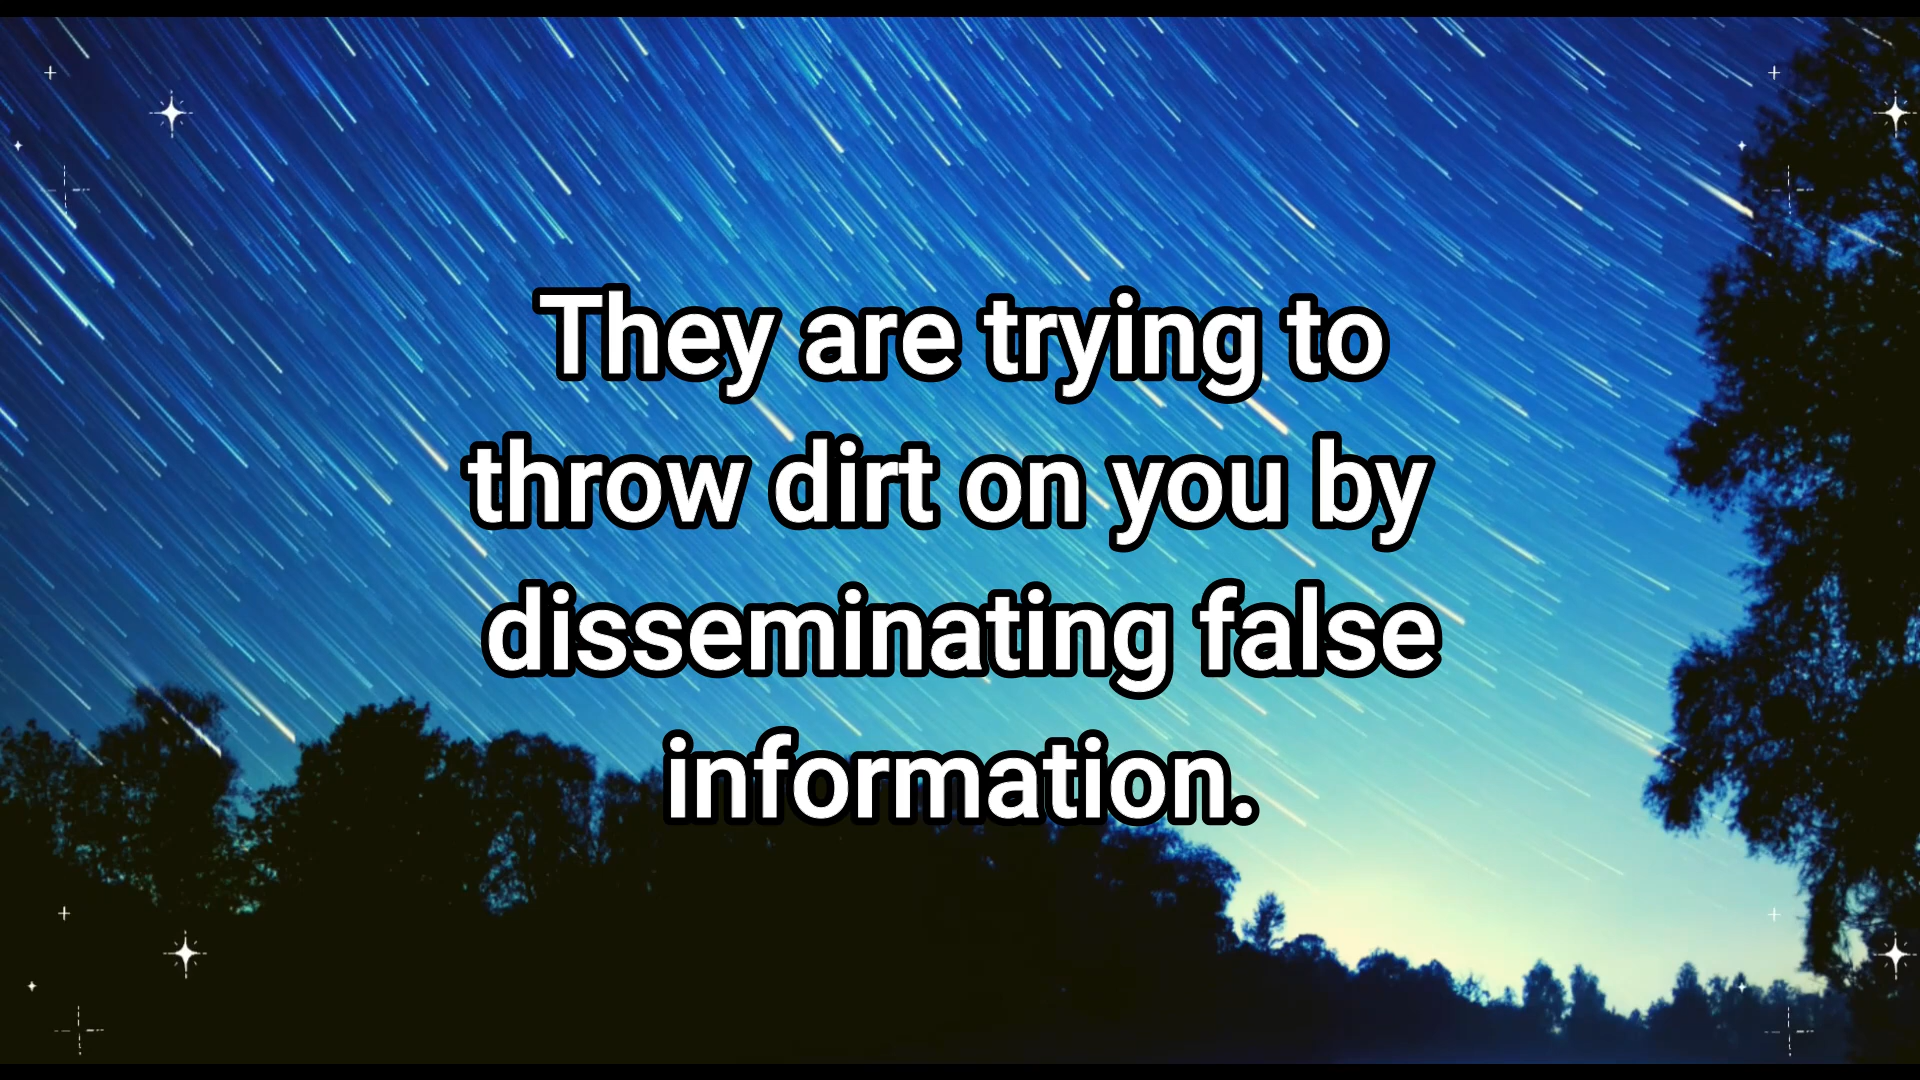 They are trying to
throw dirt on you by
disseminating false
information.